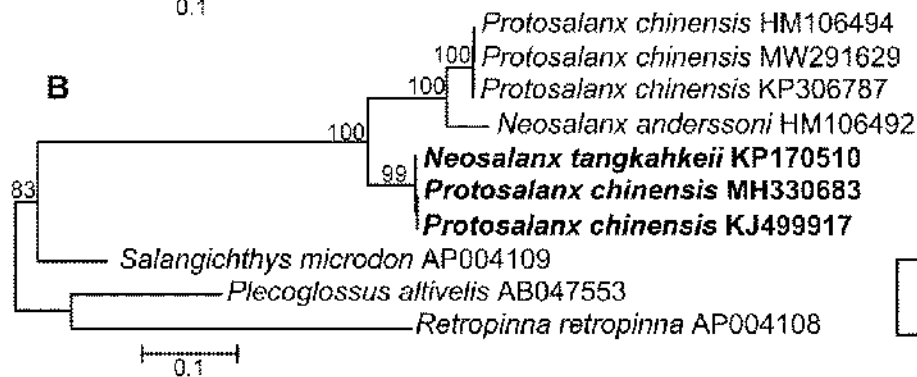 0.1
Protosalanx chinensis HM106494
100
Protosalanx chinensis MW291629
B
100
Protosalanx chinensis KP306787
Neosalanx anderssoni HM106492
100
Neosalanx tangkahkeii KP170510
99
Protosalanx chinensis MH330683
83
Protosalanx chinensis KJ499917
Salangichthys microdon AP004109
Plecoglossus altivelis AB047553
Retropinna retropinna AP004108
0.1